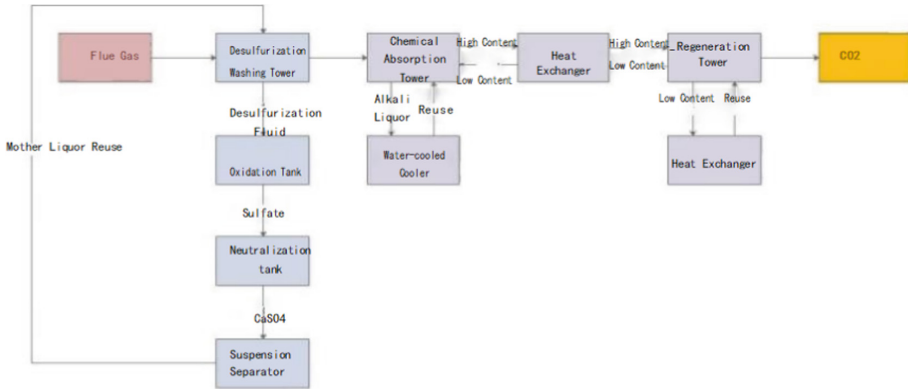 Flue Gas
Desulfurization
Washing Tower
Chemical
Absorption
Tower
High Content
Low Content
Heat
Exchanger
High Content
Low Content
Regeneration
Tower
CO2
Desulfurization
Fluid
Alkali
Liquor
Reuse
Low Content
Reuse
Mother Liquor Reuse
Oxidation Tank
Water-cooled
Cooler
Heat Exchanger
Sulfate
Neutralization
tank
CaSO4
Suspension
Separator